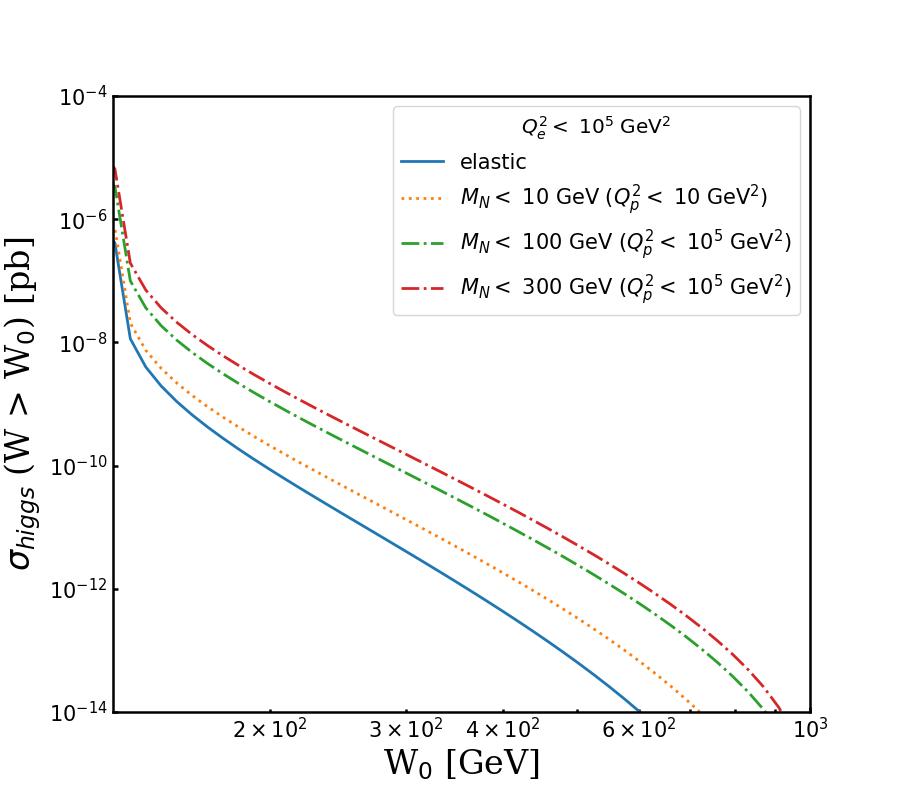 Q_e^2 < 10^5 GeV^2
elastic
M_N < 10 GeV (Q_p^2 < 10 GeV^2)
M_N < 100 GeV (Q_p^2 < 10^5 GeV^2)
M_N < 300 GeV (Q_p^2 < 10^5 GeV^2)
10^−4
10^−6
10^−8
10^−10
10^−12
10^−14
σ_higgs (W > W_0) [pb]
2 × 10^2
3 × 10^2
4 × 10^2
6 × 10^2
10^3
W_0 [GeV]